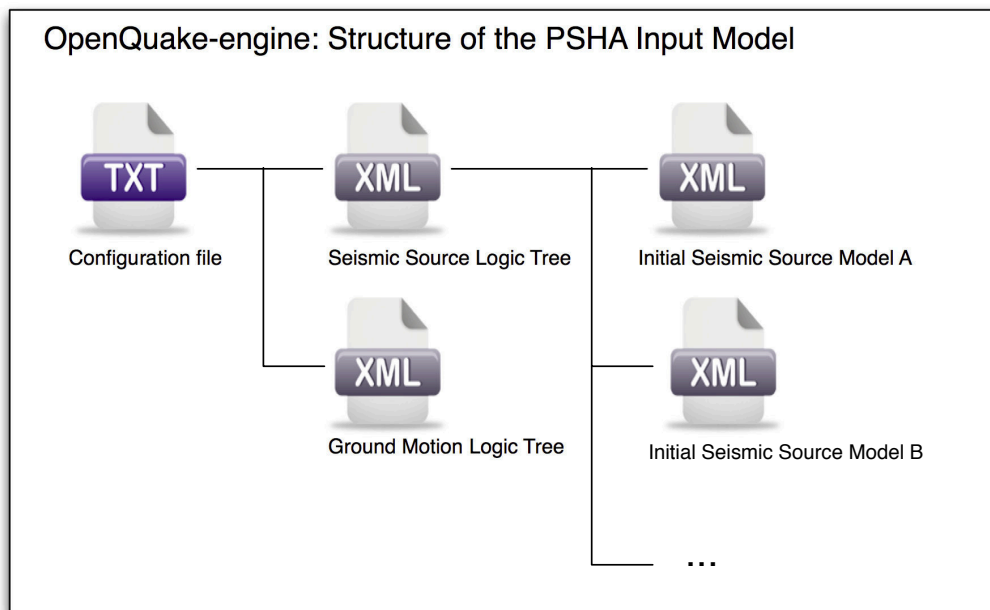 OpenQuake-engine: Structure of the PSHA Input Model
TXT
XML
XML
Configuration file
Seismic Source Logic Tree
Initial Seismic Source Model A
XML
XML
Ground Motion Logic Tree
Initial Seismic Source Model B
...